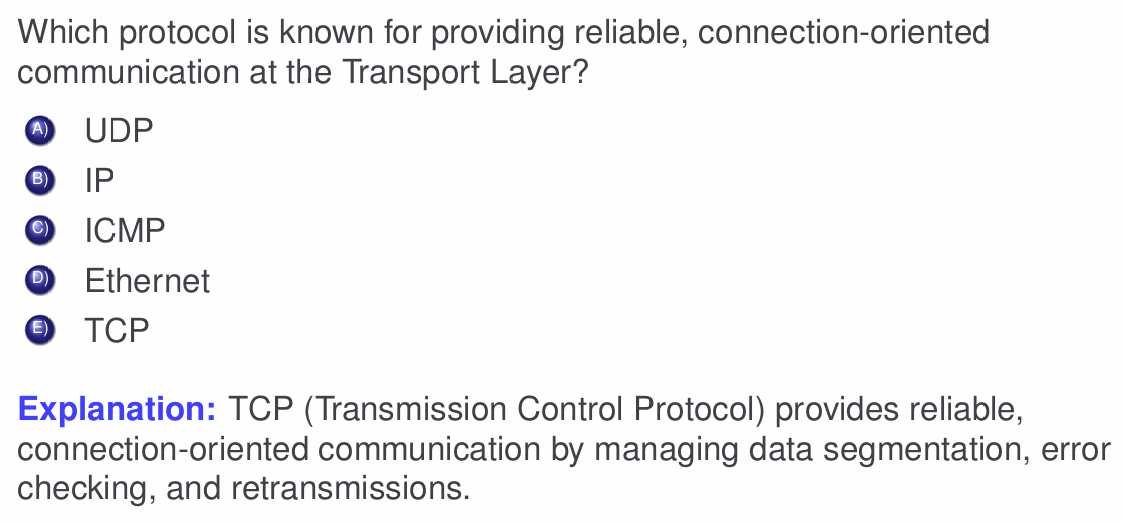 Which protocol is known for providing reliable, connection-oriented
communication at the Transport Layer?
A) UDP
B) IP
C) ICMP
D) Ethernet
E) TCP
Explanation: TCP (Transmission Control Protocol) provides reliable,
connection-oriented communication by managing data segmentation, error
checking, and retransmissions.